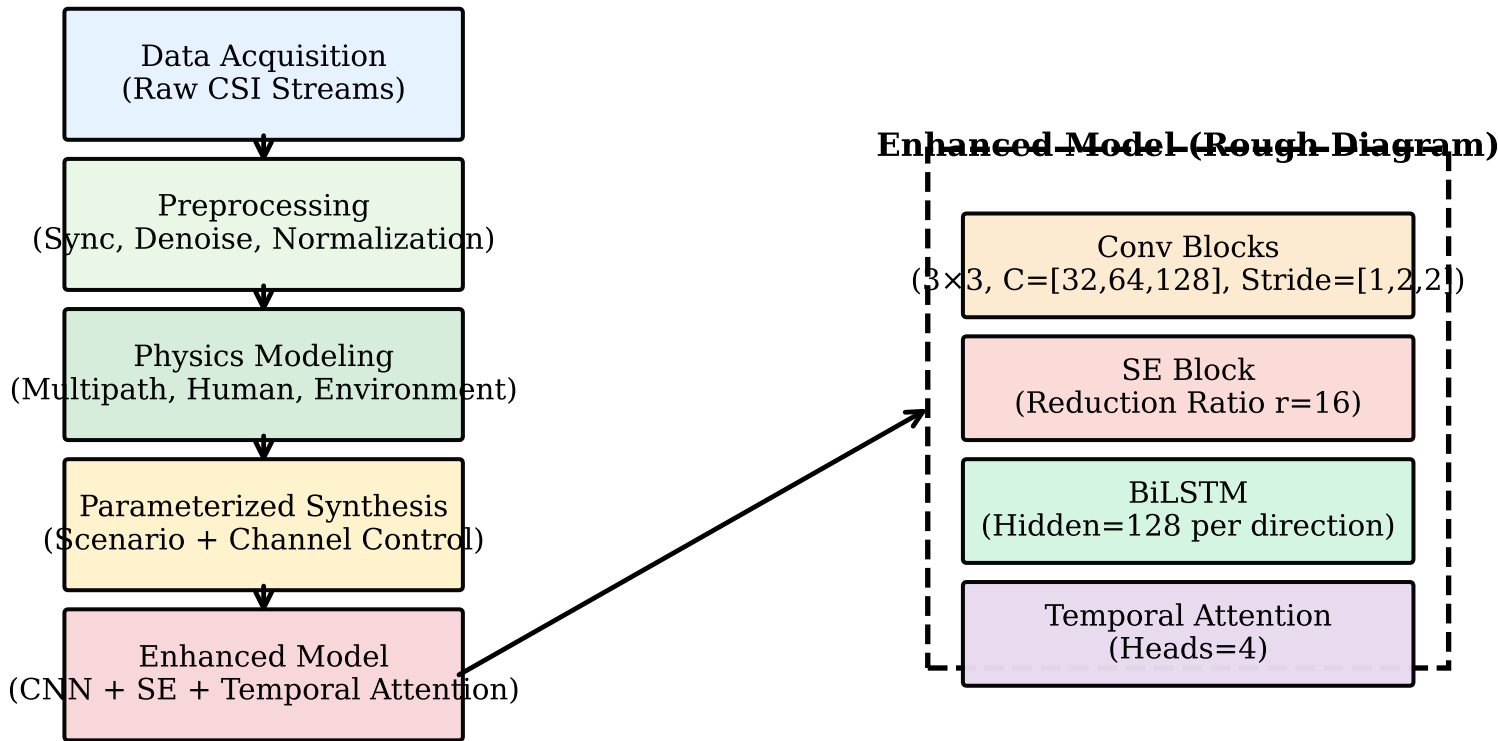 Data Acquisition
(Raw CSI Streams)
Preprocessing
(Sync, Denoise, Normalization)
Physics Modeling
(Multipath, Human, Environment)
Parameterized Synthesis
(Scenario + Channel Control)
Enhanced Model
(CNN + SE + Temporal Attention)
Enhanced Model (Rough Diagram)
Conv Blocks
(3×3, C=[32,64,128], Stride=[1,2,2])
SE Block
(Reduction Ratio r=16)
BiLSTM
(Hidden=128 per direction)
Temporal Attention
(Heads=4)